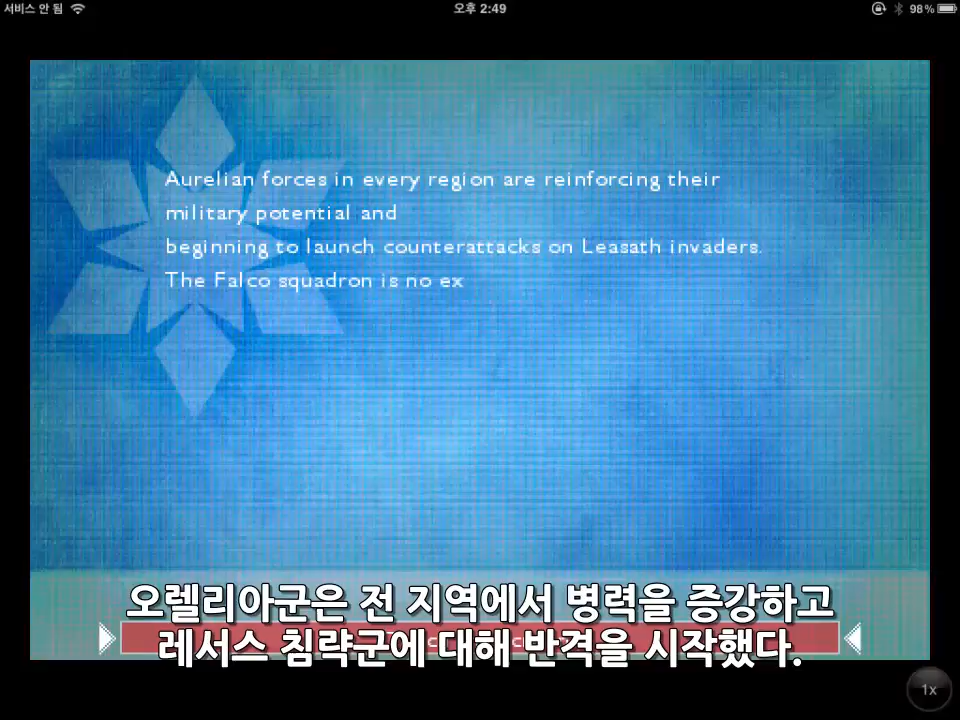 서비스 안 됨
오후 2:49
98%
Aurelian forces in every region are reinforcing their
military potential and
beginning to launch counterattacks on Leasath invaders.
The Falco squadron is no ex
오렐리아군은 전 지역에서 병력을 증강하고
레서스 침략군에 대해 반격을 시작했다.
1x